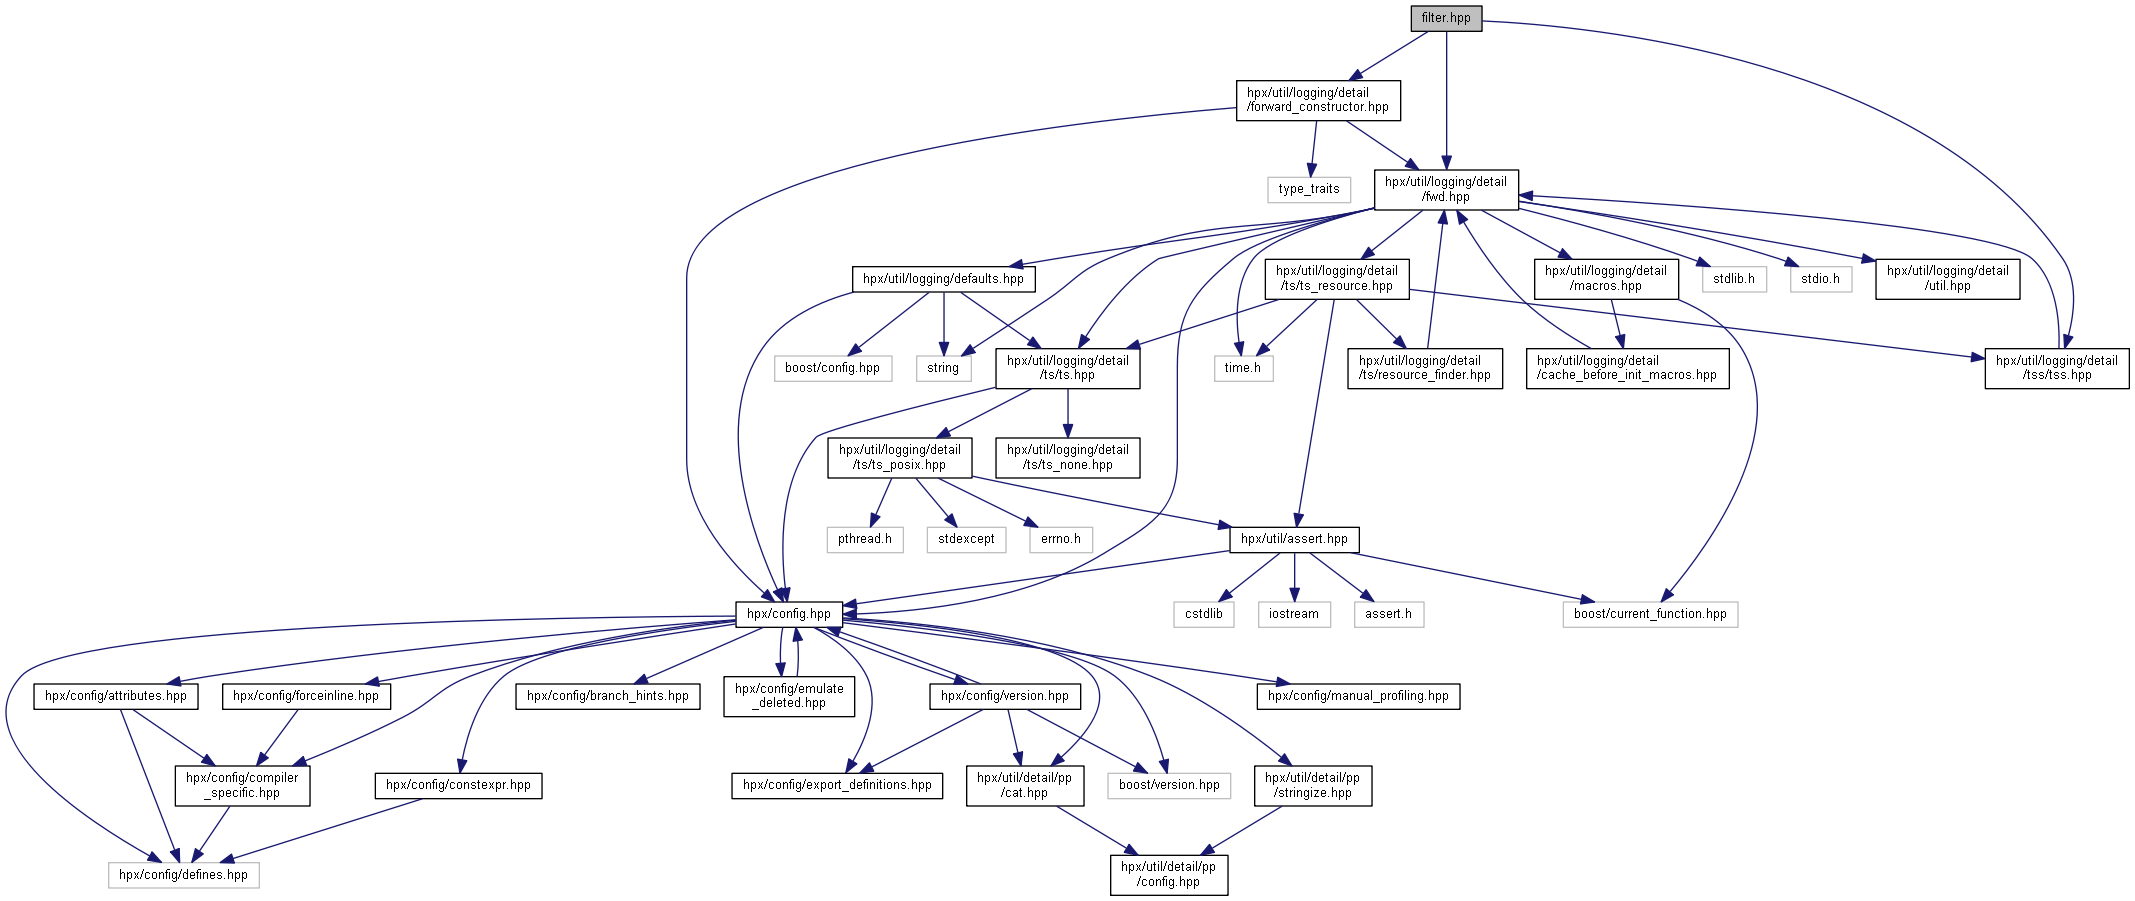 filter.hpp
hpx/util/logging/detail
/forward_constructor.hpp
type_traits
hpx/util/logging/detail
/fwd.hpp
hpx/util/logging/defaults.hpp
hpx/util/logging/detail
/ts/ts_resource.hpp
hpx/util/logging/detail
/macros.hpp
stdlib.h
stdio.h
hpx/util/logging/detail
/util.hpp
boost/config.hpp
string
hpx/util/logging/detail
/ts/ts.hpp
time.h
hpx/util/logging/detail
/ts/resource_finder.hpp
hpx/util/logging/detail
/cache_before_init_macros.hpp
hpx/util/logging/detail
/tss/tss.hpp
hpx/util/logging/detail
/ts/ts_posix.hpp
hpx/util/logging/detail
/ts/ts_none.hpp
pthread.h
stdexcept
errno.h
hpx/util/assert.hpp
hpx/config.hpp
cstdlib
iostream
assert.h
boost/current_function.hpp
hpx/config/attributes.hpp
hpx/config/forceinline.hpp
hpx/config/branch_hints.hpp
hpx/config/emulate
_deleted.hpp
hpx/config/version.hpp
hpx/config/manual_profiling.hpp
hpx/config/compiler
_specific.hpp
hpx/config/constexpr.hpp
hpx/config/export_definitions.hpp
hpx/util/detail/pp
/cat.hpp
boost/version.hpp
hpx/util/detail/pp
/stringize.hpp
hpx/config/defines.hpp
hpx/util/detail/pp
/config.hpp